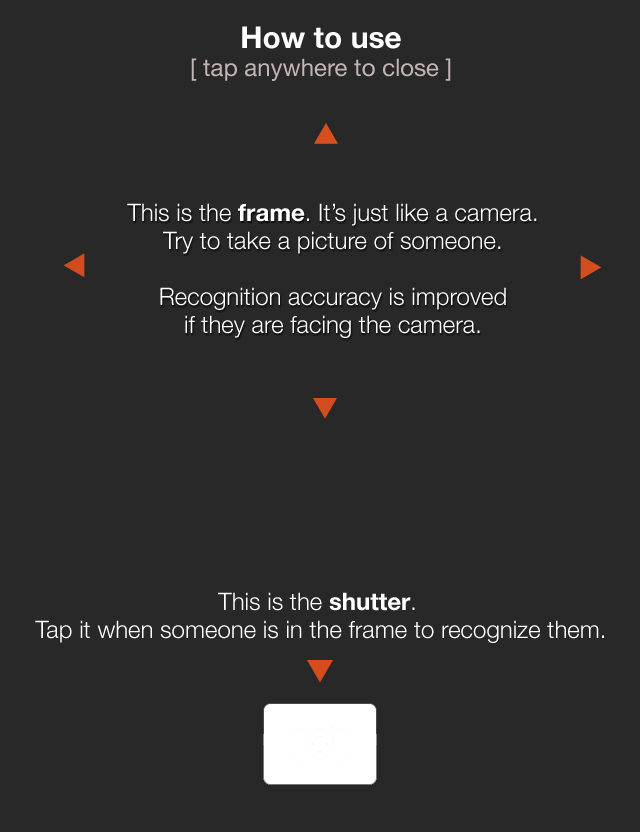 How to use
[ tap anywhere to close ]
This is the frame. It’s just like a camera.
Try to take a picture of someone.
Recognition accuracy is improved
if they are facing the camera.
This is the shutter.
Tap it when someone is in the frame to recognize them.